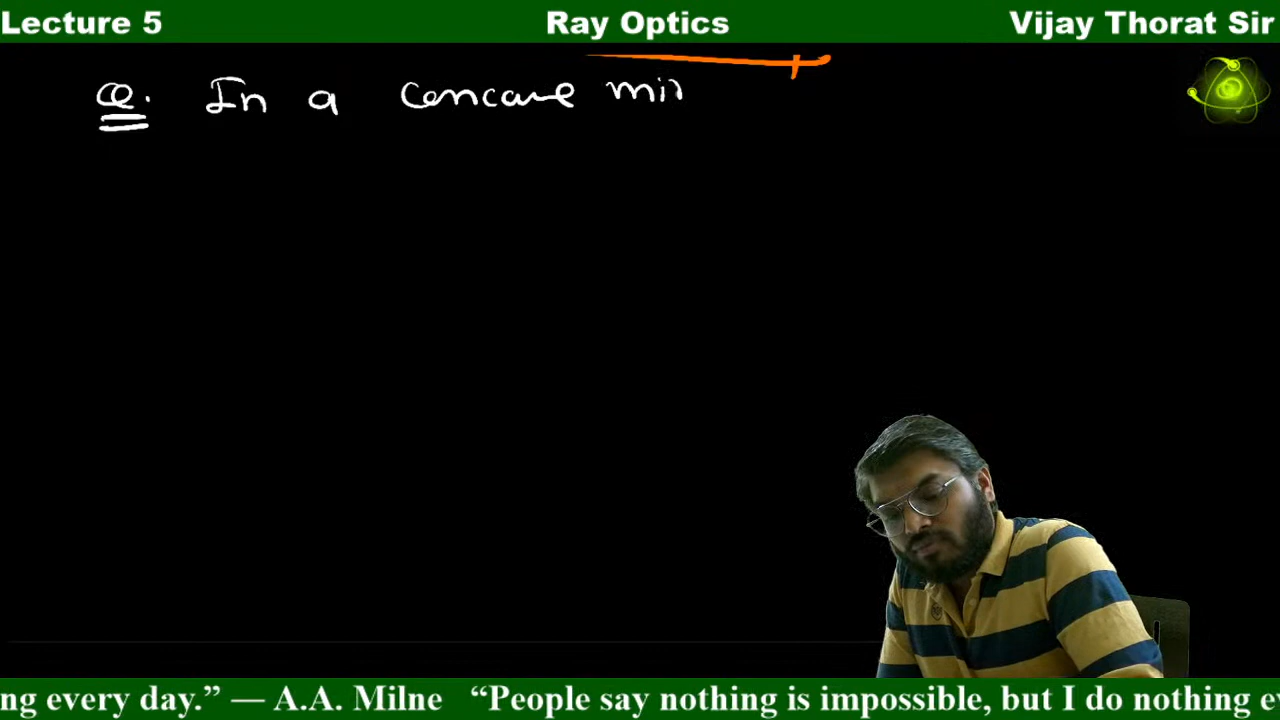 Lecture 5 Ray Optics Vijay Thorat Sir
Q. In a concave mir
ng every day.” — A.A. Milne “People say nothing is impossible, but I do nothing e